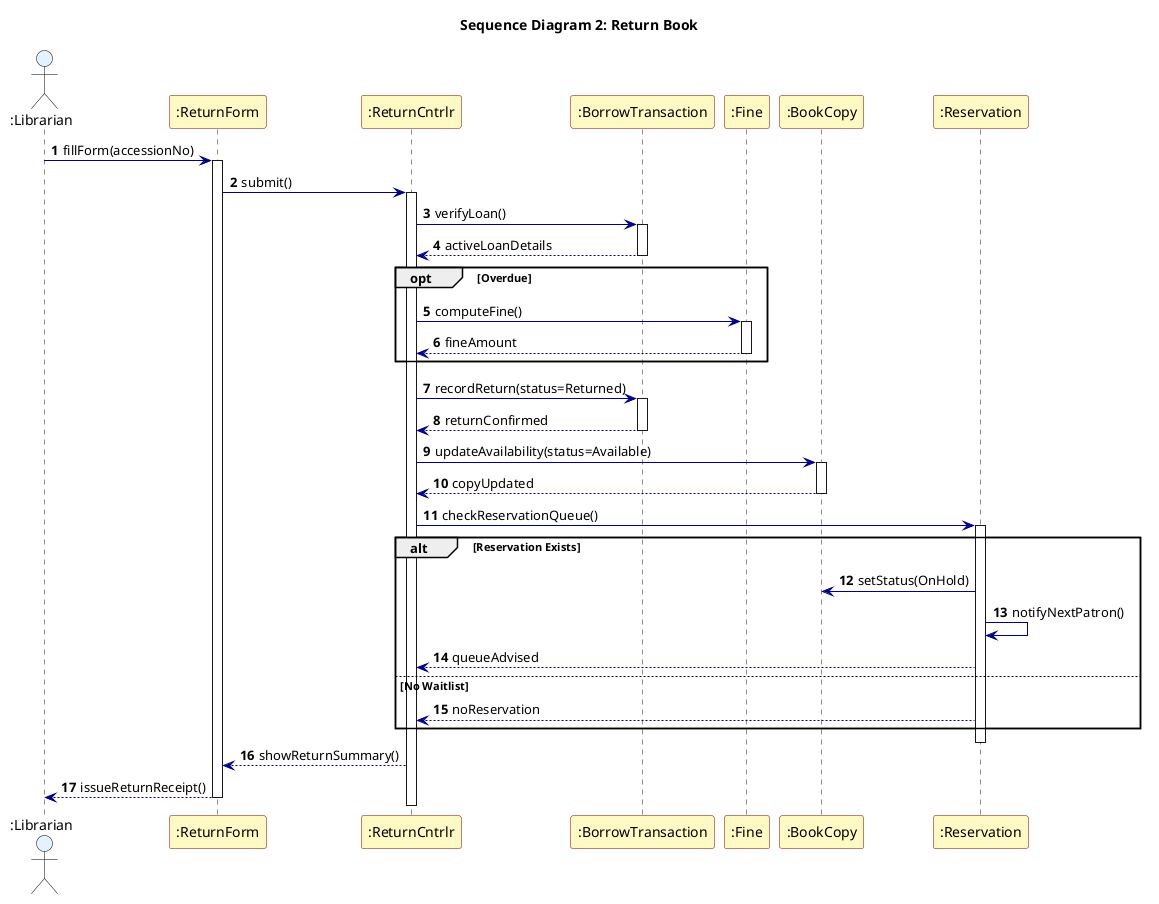 Sequence Diagram 2: Return Book
:Librarian
:ReturnForm
:ReturnCntrlr
:BorrowTransaction
:Fine
:BookCopy
:Reservation
1 fillForm(accessionNo)
2 submit()
3 verifyLoan()
4 activeLoanDetails
opt [Overdue]
5 computeFine()
6 fineAmount
7 recordReturn(status=Returned)
8 returnConfirmed
9 updateAvailability(status=Available)
10 copyUpdated
11 checkReservationQueue()
alt [Reservation Exists]
12 setStatus(OnHold)
13 notifyNextPatron()
14 queueAdvised
[No Waitlist]
15 noReservation
16 showReturnSummary()
17 issueReturnReceipt()
:Librarian
:ReturnForm
:ReturnCntrlr
:BorrowTransaction
:Fine
:BookCopy
:Reservation